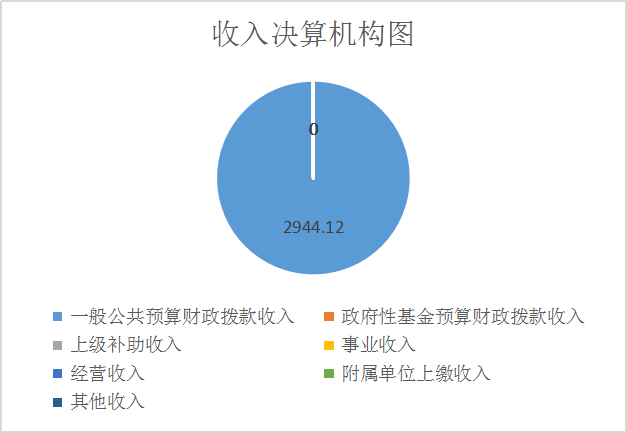 收入决算机构图
0
2944.12
一般公共预算财政拨款收入
政府性基金预算财政拨款收入
上级补助收入
事业收入
经营收入
附属单位上缴收入
其他收入